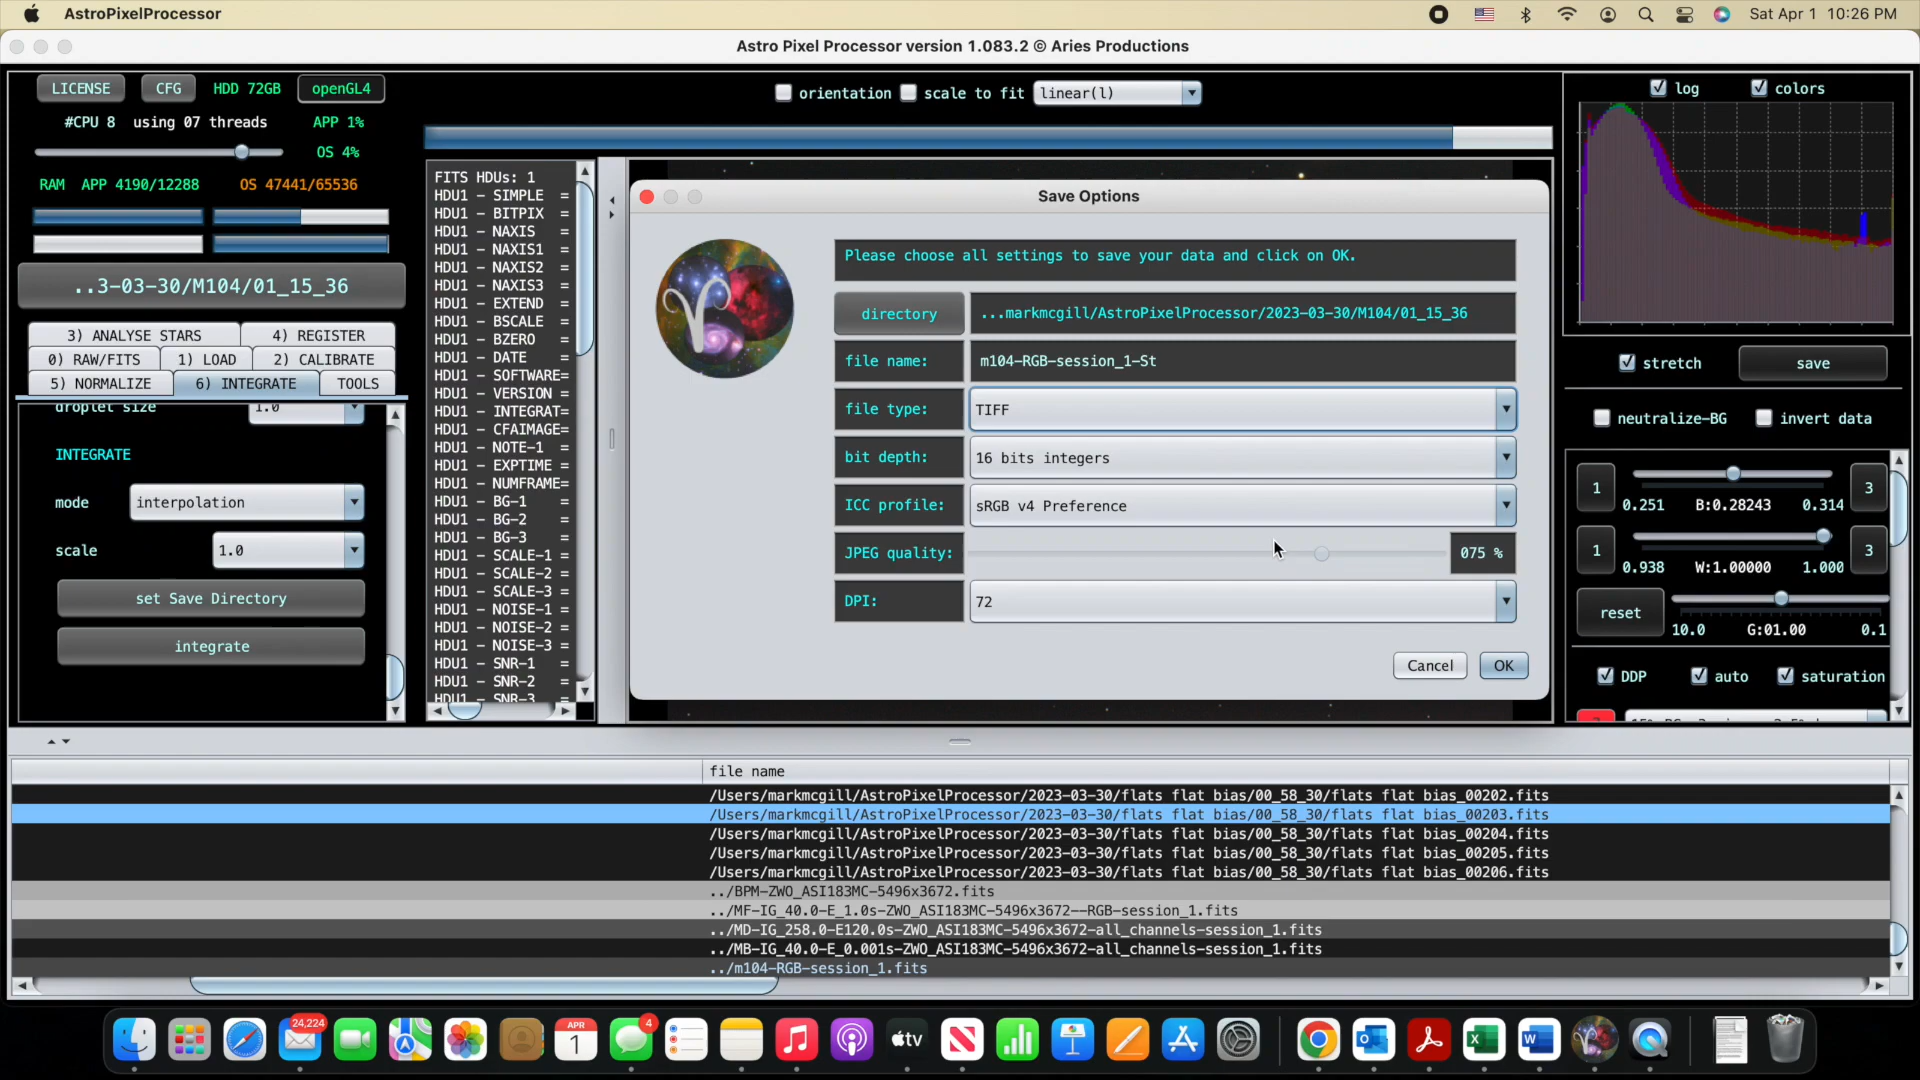 AstroPixelProcessor
Sat Apr 1 10:26 PM
Astro Pixel Processor version 1.083.2 © Aries Productions
LICENSE CFG HDD 72GB openGL4
#CPU 8 using 07 threads APP 1%
OS 4%
RAM APP 4190/12288 OS 47441/65536
..3-03-30/M104/01_15_36
3) ANALYSE STARS 4) REGISTER
0) RAW/FITS 1) LOAD 2) CALIBRATE
5) NORMALIZE 6) INTEGRATE TOOLS
droplet size 1.0
INTEGRATE
mode interpolation
scale 1.0
set Save Directory
integrate
orientation scale to fit linear(l)
FITS HDUs: 1
HDU1 - SIMPLE =
HDU1 - BITPIX =
HDU1 - NAXIS =
HDU1 - NAXIS1 =
HDU1 - NAXIS2 =
HDU1 - NAXIS3 =
HDU1 - EXTEND =
HDU1 - BSCALE =
HDU1 - BZERO =
HDU1 - DATE =
HDU1 - SOFTWARE=
HDU1 - VERSION =
HDU1 - INTEGRAT=
HDU1 - CFAIMAGE=
HDU1 - NOTE-1 =
HDU1 - EXPTIME =
HDU1 - NUMFRAME=
HDU1 - BG-1 =
HDU1 - BG-2 =
HDU1 - BG-3 =
HDU1 - SCALE-1 =
HDU1 - SCALE-2 =
HDU1 - SCALE-3 =
HDU1 - NOISE-1 =
HDU1 - NOISE-2 =
HDU1 - NOISE-3 =
HDU1 - SNR-1 =
HDU1 - SNR-2 =
HDU1 - SNR-3 =
Save Options
Please choose all settings to save your data and click on OK.
directory ...markmcgill/AstroPixelProcessor/2023-03-30/M104/01_15_36
file name: m104-RGB-session_1-St
file type: TIFF
bit depth: 16 bits integers
ICC profile: sRGB v4 Preference
JPEG quality: 075 %
DPI: 72
Cancel OK
log colors
stretch save
neutralize-BG invert data
1 3
0.251 B:0.28243 0.314
1 3
0.938 W:1.00000 1.000
reset
10.0 G:01.00 0.1
DDP auto saturation
file name
/Users/markmcgill/AstroPixelProcessor/2023-03-30/flats flat bias/00_58_30/flats flat bias_00202.fits
/Users/markmcgill/AstroPixelProcessor/2023-03-30/flats flat bias/00_58_30/flats flat bias_00203.fits
/Users/markmcgill/AstroPixelProcessor/2023-03-30/flats flat bias/00_58_30/flats flat bias_00204.fits
/Users/markmcgill/AstroPixelProcessor/2023-03-30/flats flat bias/00_58_30/flats flat bias_00205.fits
/Users/markmcgill/AstroPixelProcessor/2023-03-30/flats flat bias/00_58_30/flats flat bias_00206.fits
../BPM-ZWO_ASI183MC-5496x3672.fits
../MF-IG_40.0-E_1.0s-ZWO_ASI183MC-5496x3672--RGB-session_1.fits
../MD-IG_258.0-E120.0s-ZWO_ASI183MC-5496x3672-all_channels-session_1.fits
../MB-IG_40.0-E_0.001s-ZWO_ASI183MC-5496x3672-all_channels-session_1.fits
../m104-RGB-session_1.fits
24,224
APR
1
4
tv